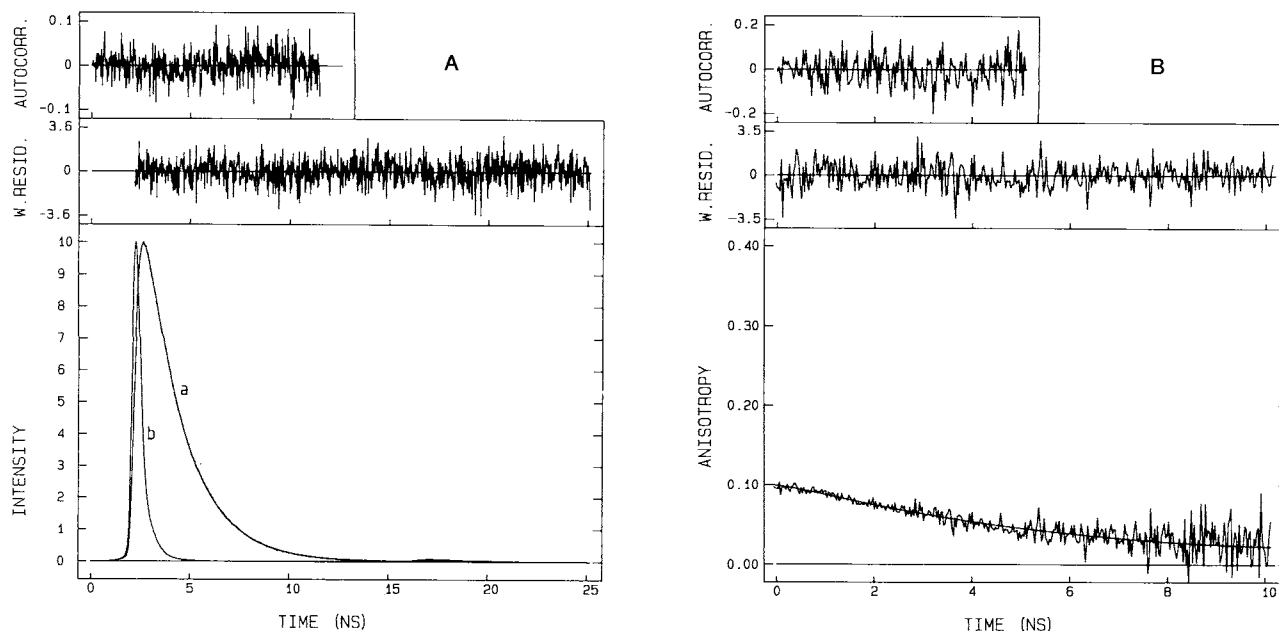 0.1
0
-0.1
AUTOCORR.
A
3.6
0
-3.6
W.RESID.
10
9
8
7
6
5
4
3
2
1
0
INTENSITY
a
b
0 5 10 15 20 25
TIME (NS)
0.2
0
-0.2
AUTOCORR.
B
3.5
0
-3.5
W.RESID.
0.40
0.30
0.20
0.10
0.00
ANISOTROPY
0 2 4 6 8 10
TIME (NS)